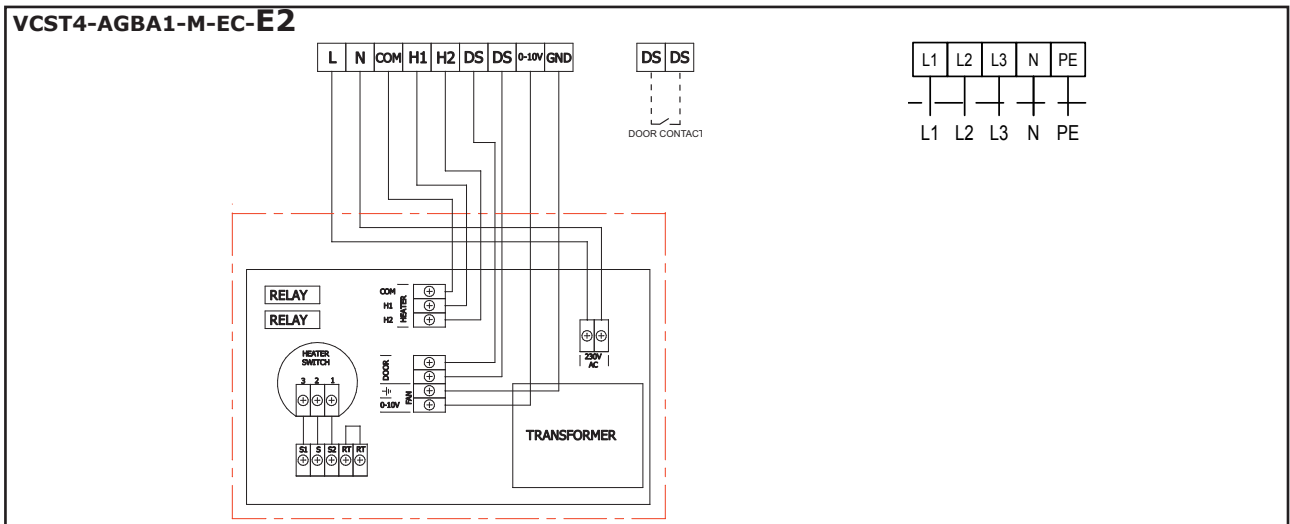 VCST4-AGBA1-M-EC-E2
L N COM H1 H2 DS DS 0-10V GND
DS DS
DOOR CONTACT
L1 L2 L3 N PE
L1 L2 L3 N PE
RELAY
RELAY
COM
H1
H2
HEATER
230V
AC
HEATER
SWITCH
3 2 1
DOOR
FAN
0-10V
S1 S S2 RT RT
TRANSFORMER